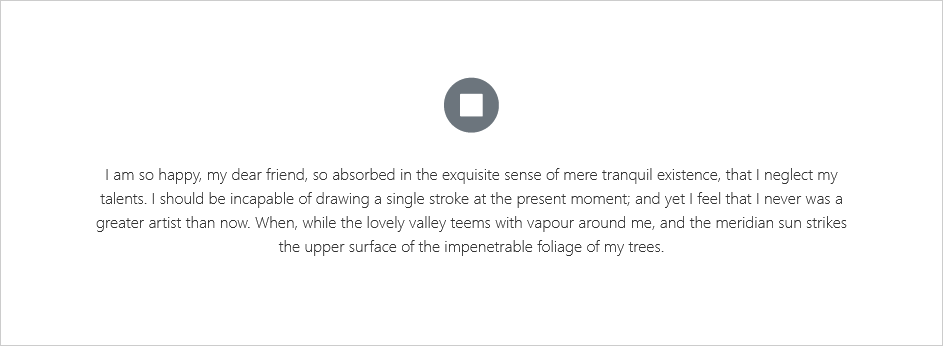 I am so happy, my dear friend, so absorbed in the exquisite sense of mere tranquil existence, that I neglect my
talents. I should be incapable of drawing a single stroke at the present moment; and yet I feel that I never was a
greater artist than now. When, while the lovely valley teems with vapour around me, and the meridian sun strikes
the upper surface of the impenetrable foliage of my trees.